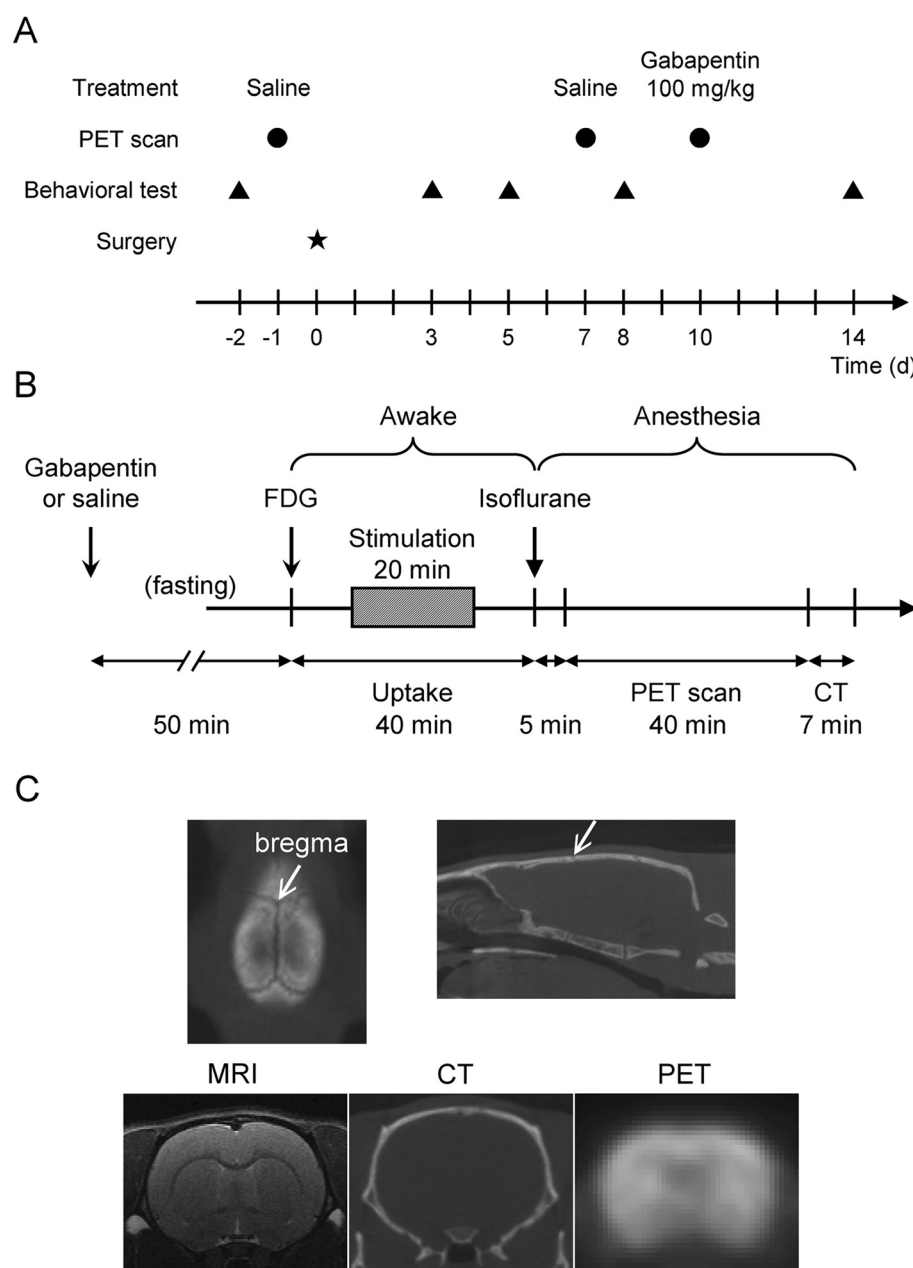 A
Gabapentin
Treatment Saline Saline 100 mg/kg
PET scan
Behavioral test
Surgery
-2 -1 0 3 5 7 8 10 14
Time (d)
B
Awake Anesthesia
Gabapentin
or saline FDG Isoflurane
Stimulation
20 min
(fasting)
Uptake PET scan CT
50 min 40 min 5 min 40 min 7 min
C
bregma
MRI CT PET